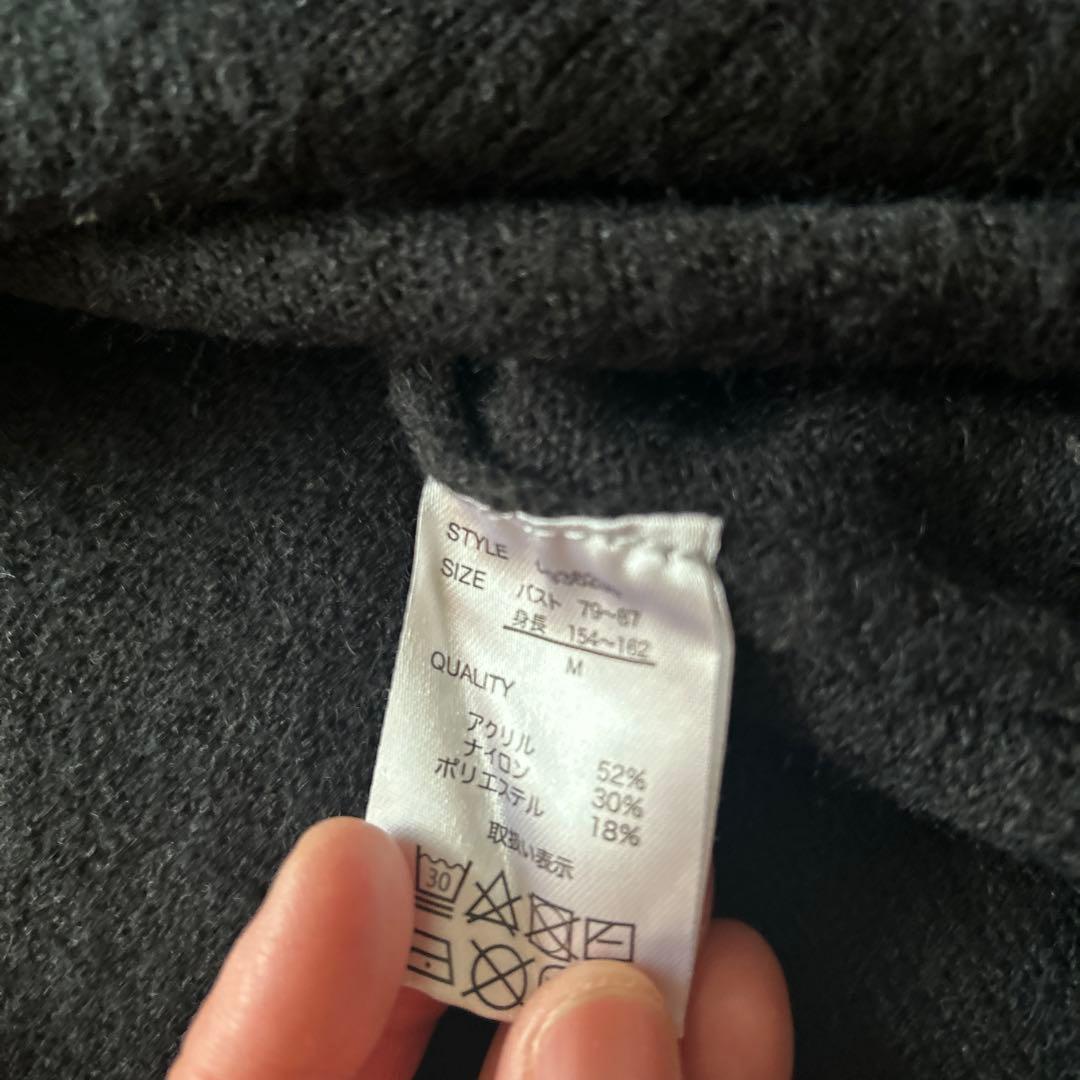 STYLE
SIZE バスト 79〜87
身長 154〜162
M
QUALITY
アクリル 52%
ナイロン 30%
ポリエステル 18%
取扱い表示
30